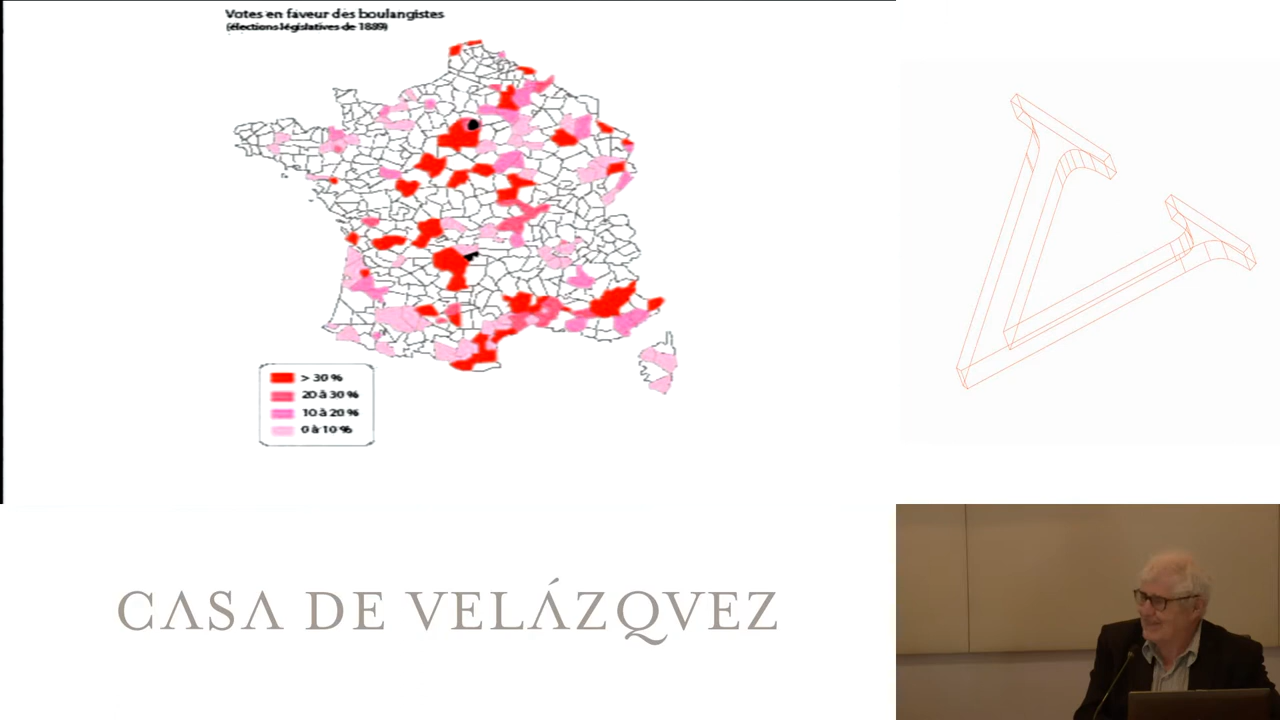 Votes en faveur des boulangistes
(élections législatives de 1889)
> 30 %
20 à 30 %
10 à 20 %
0 à 10 %
CASA DE VELÁZQVEZ